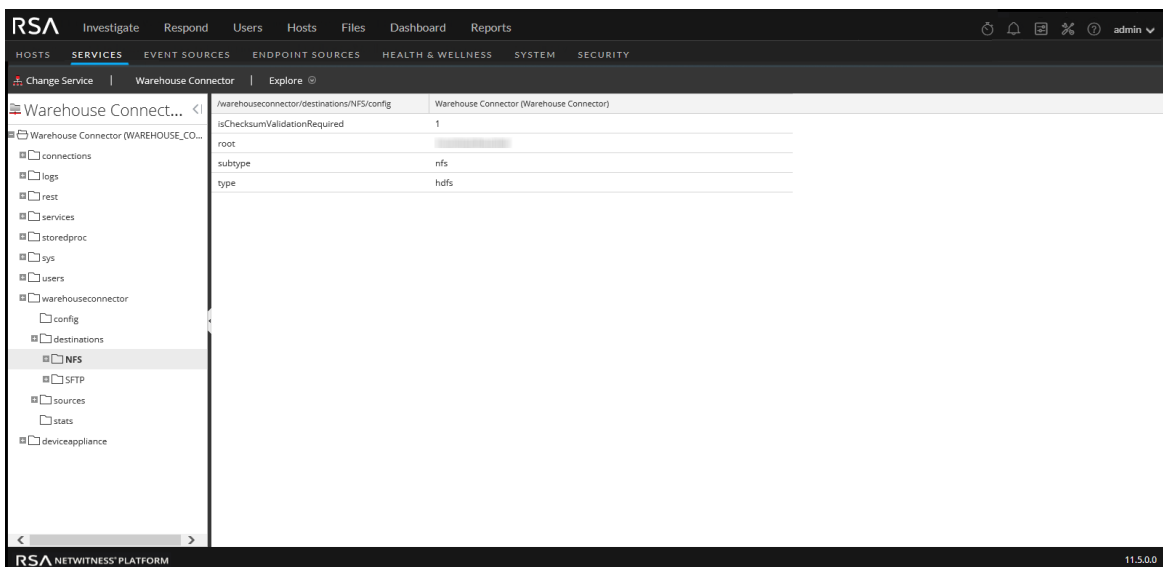 RSA Investigate Respond Users Hosts Files Dashboard Reports admin
HOSTS SERVICES EVENT SOURCES ENDPOINT SOURCES HEALTH & WELLNESS SYSTEM SECURITY
Change Service | Warehouse Connector | Explore
Warehouse Connect...
/warehouseconnector/destinations/NFS/config Warehouse Connector (Warehouse Connector)
isChecksumValidationRequired 1
root
subtype nfs
type hdfs
Warehouse Connector (WAREHOUSE_CO...
connections
logs
rest
services
storedproc
sys
users
warehouseconnector
config
destinations
NFS
SFTP
sources
stats
deviceappliance
RSA NETWITNESS® PLATFORM 11.5.0.0